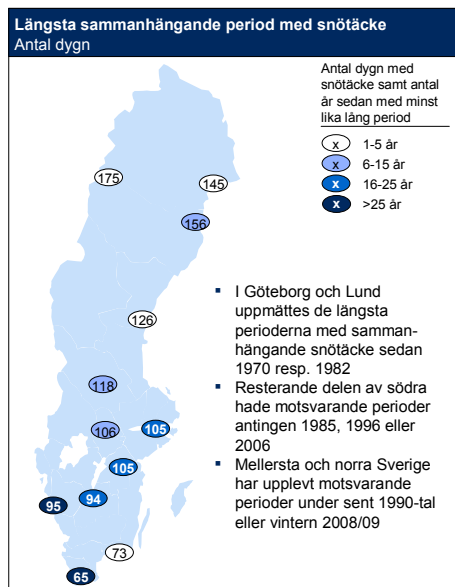 Längsta sammanhängande period med snötäcke
Antal dygn
Antal dygn med
snötäcke samt antal
år sedan med minst
lika lång period
x 1-5 år
x 6-15 år
x 16-25 år
x >25 år
175
145
156
126
118
106
105
105
94
95
73
65
▪ I Göteborg och Lund
uppmättes de längsta
perioderna med samman-
hängande snötäcke sedan
1970 resp. 1982
▪ Resterande delen av södra
hade motsvarande perioder
antingen 1985, 1996 eller
2006
▪ Mellersta och norra Sverige
har upplevt motsvarande
perioder under sent 1990-tal
eller vintern 2008/09